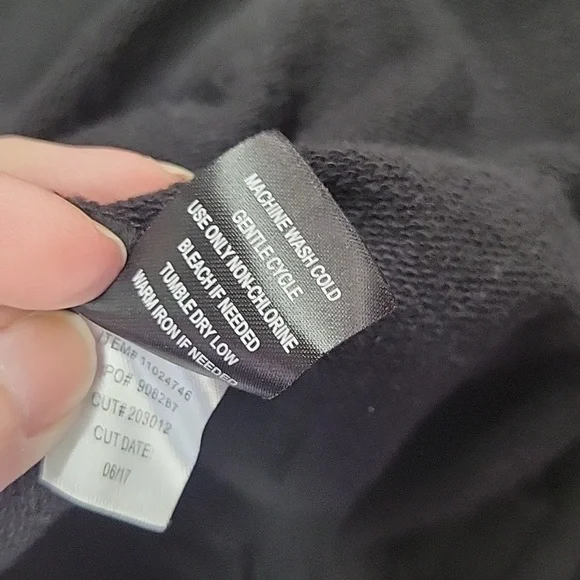 MACHINE WASH COLD
GENTLE CYCLE
USE ONLY NON-CHLORINE
BLEACH IF NEEDED
TUMBLE DRY LOW
WARM IRON IF NEEDED
ITEM# 11024746
PO# 908287
CUT# 203012
CUT DATE:
06/17